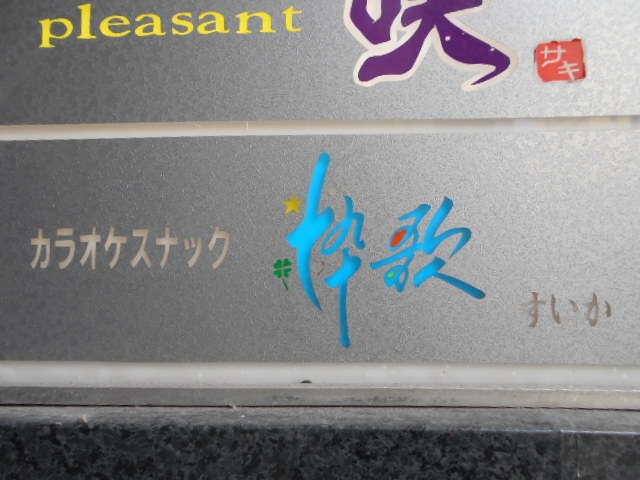 pleasant 咲 サキ
カラオケスナック 粋歌 すいか